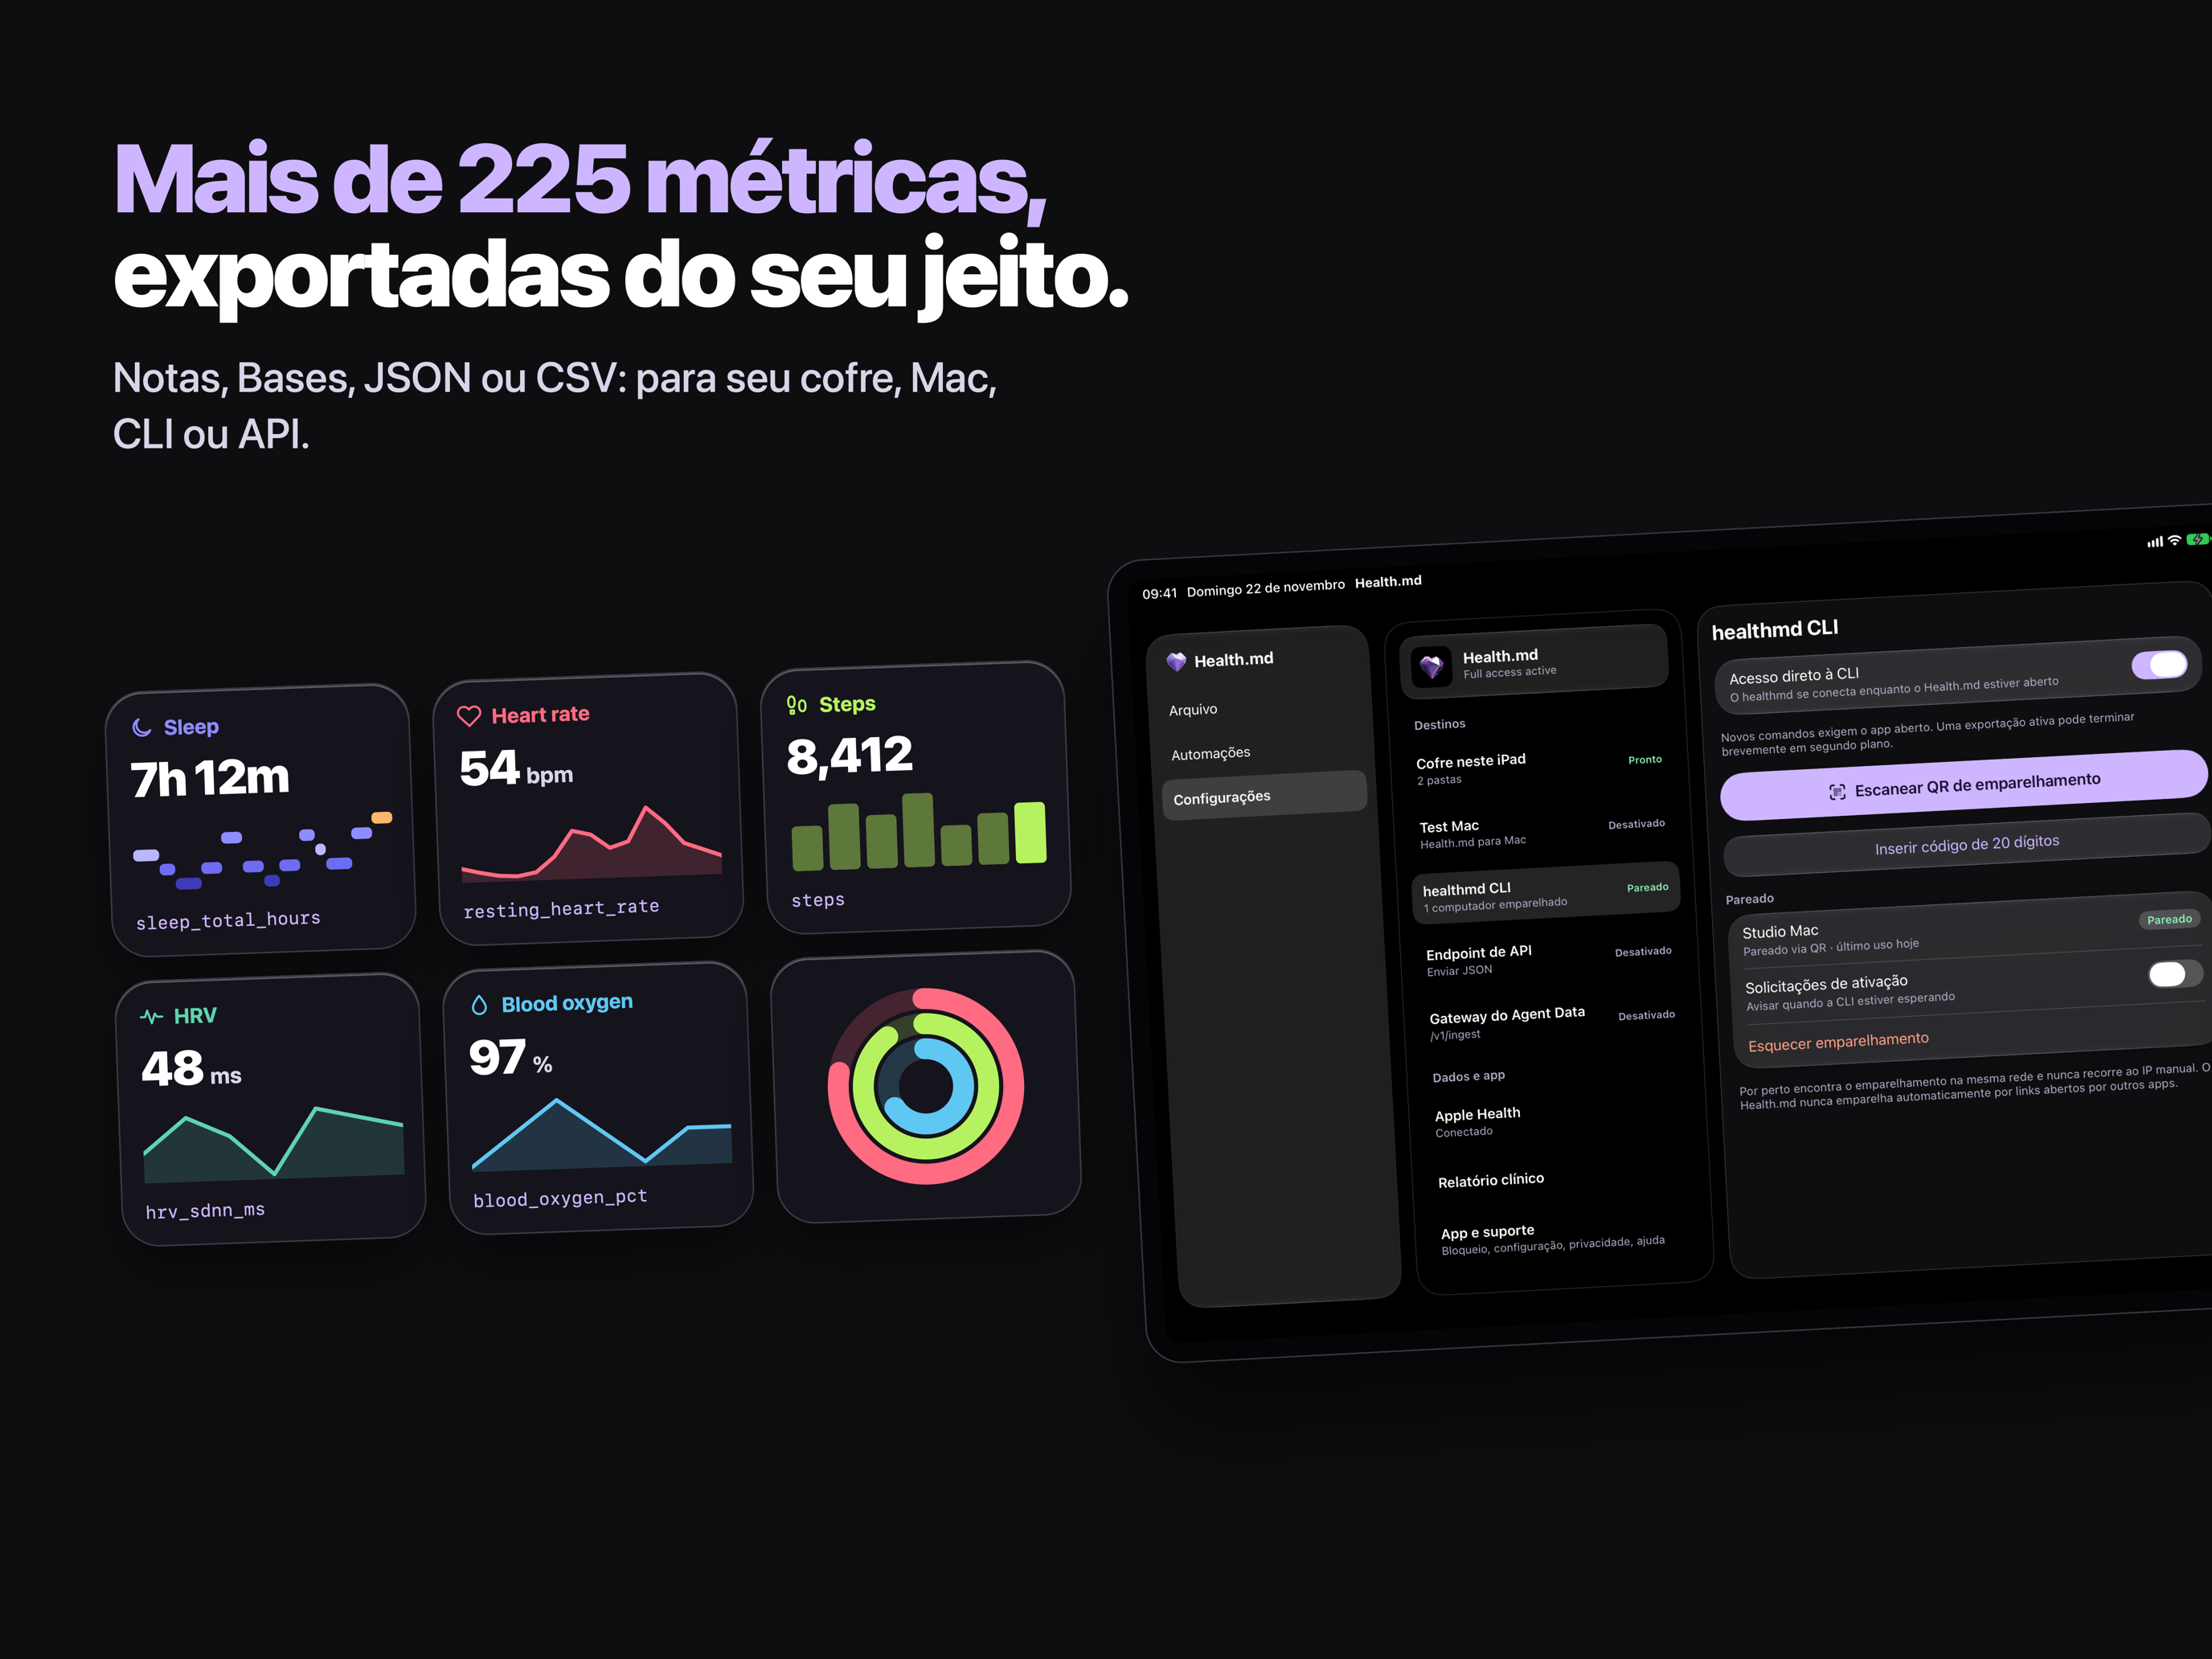 Mais de 225 métricas,
exportadas do seu jeito.
Notas, Bases, JSON ou CSV: para seu cofre, Mac,
CLI ou API.
Sleep
7h 12m
sleep_total_hours
Heart rate
54 bpm
resting_heart_rate
Steps
8,412
steps
HRV
48 ms
hrv_sdnn_ms
Blood oxygen
97 %
blood_oxygen_pct
09:41 Domingo 22 de novembro Health.md
Health.md
Arquivo
Automações
Configurações
Health.md
Full access active
Destinos
Cofre neste iPad
2 pastas
Pronto
Test Mac
Health.md para Mac
Desativado
healthmd CLI
1 computador emparelhado
Pareado
Endpoint de API
Enviar JSON
Desativado
Gateway do Agent Data
/v1/ingest
Desativado
Dados e app
Apple Health
Conectado
Relatório clínico
App e suporte
Bloqueio, configuração, privacidade, ajuda
healthmd CLI
Acesso direto à CLI
O healthmd se conecta enquanto o Health.md estiver aberto
Novos comandos exigem o app aberto. Uma exportação ativa pode terminar
brevemente em segundo plano.
Escanear QR de emparelhamento
Inserir código de 20 dígitos
Pareado
Studio Mac
Pareado via QR · último uso hoje
Pareado
Solicitações de ativação
Avisar quando a CLI estiver esperando
Esquecer emparelhamento
Por perto encontra o emparelhamento na mesma rede e nunca recorre ao IP manual. O
Health.md nunca emparelha automaticamente por links abertos por outros apps.